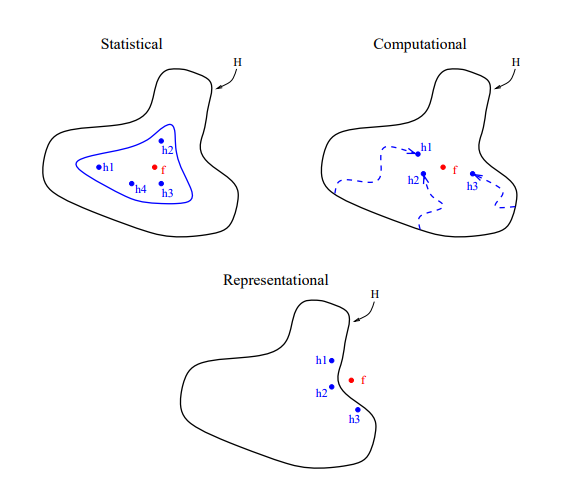 Statistical
H
h2
h1
f
h4
h3
Computational
H
h1
f
h2
h3
Representational
H
h1
f
h2
h3